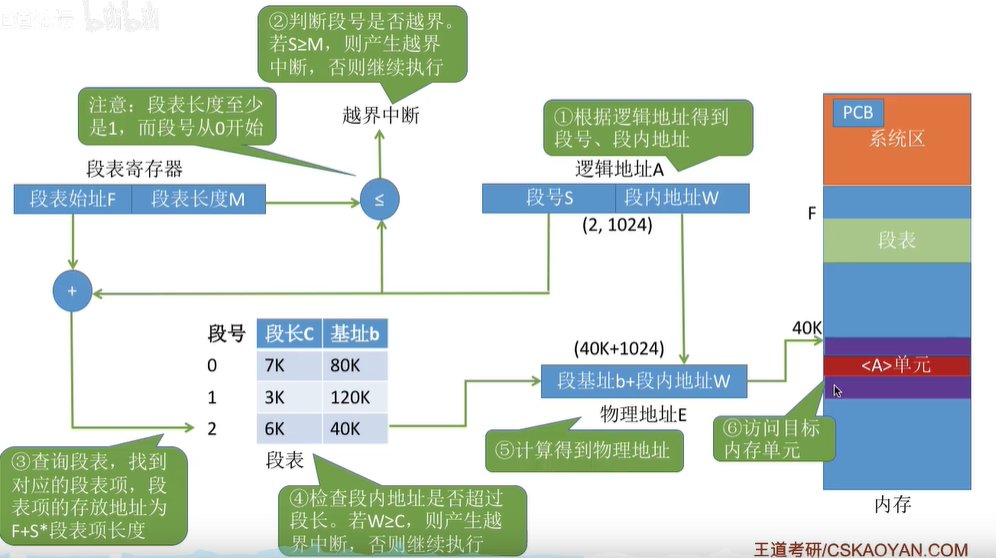 bilibili
②判断段号是否越界。
若S≥M，则产生越界
中断，否则继续执行
注意：段表长度至少
是1，而段号从0开始
越界中断
①根据逻辑地址得到
段号、段内地址
PCB
系统区
段表寄存器
逻辑地址A
段表始址F 段表长度M
≤
段号S 段内地址W
(2, 1024)
F
段表
+
段号 段长C 基址b
0 7K 80K
1 3K 120K
2 6K 40K
段表
(40K+1024)
段基址b+段内地址W
物理地址E
40K
<A>单元
③查询段表，找到
对应的段表项，段
表项的存放地址为
F+S*段表项长度
④检查段内地址是否超过
段长。若W≥C，则产生越
界中断，否则继续执行
⑤计算得到物理地址
⑥访问目标
内存单元
内存
王道考研/CSKAOYAN.COM